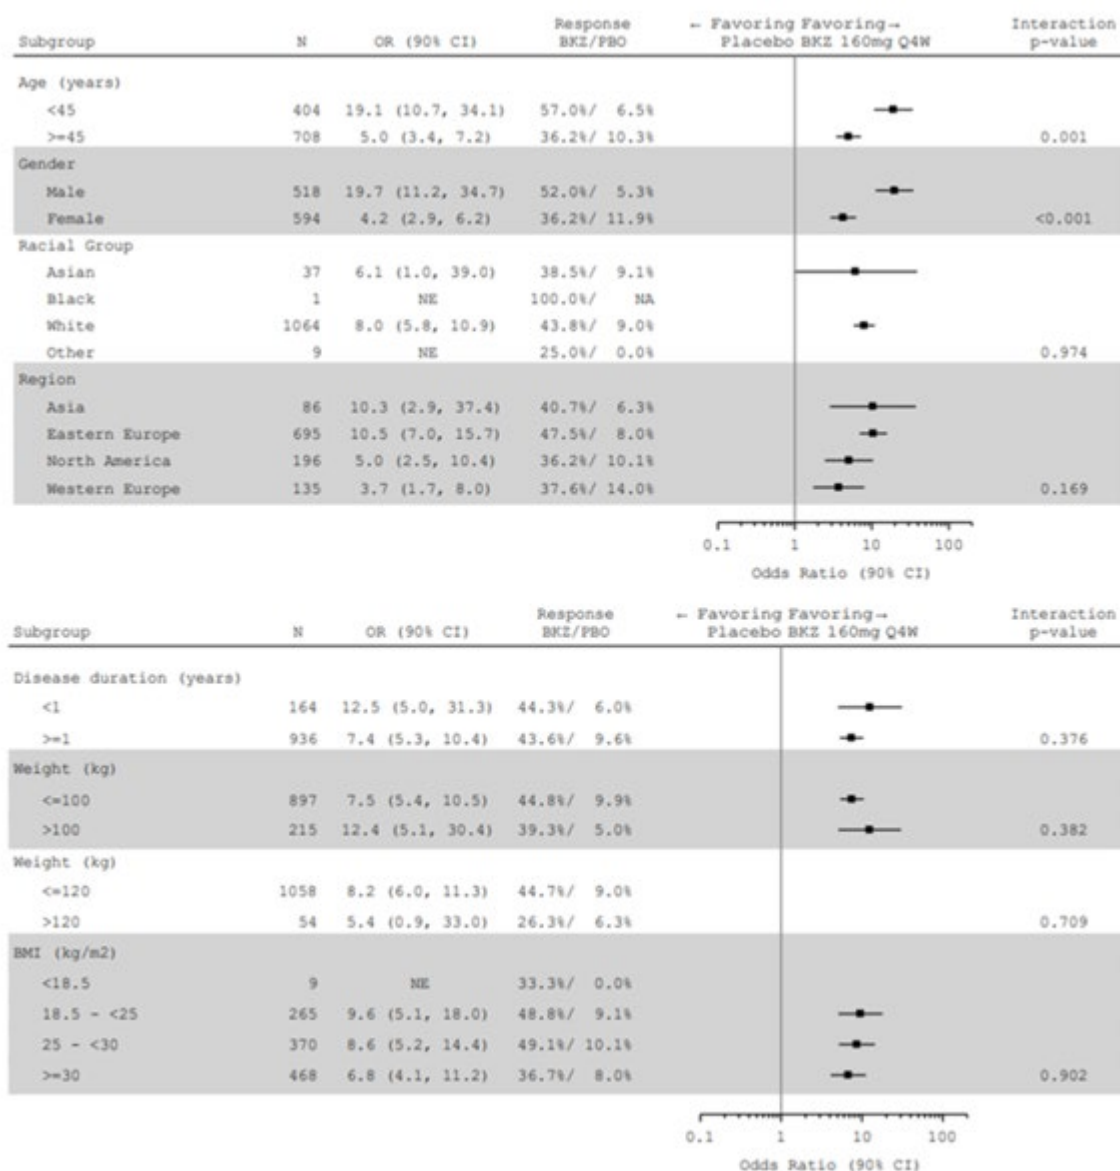 Response ← Favoring Favoring→ Interaction
Subgroup N OR (90% CI) BKZ/PBO Placebo BKZ 160mg Q4W p-value
Age (years)
<45 404 19.1 (10.7, 34.1) 57.0%/ 6.5%
>=45 708 5.0 (3.4, 7.2) 36.2%/ 10.3% 0.001
Gender
Male 518 19.7 (11.2, 34.7) 52.0%/ 5.3%
Female 594 4.2 (2.9, 6.2) 36.2%/ 11.9% <0.001
Racial Group
Asian 37 6.1 (1.0, 39.0) 38.5%/ 9.1%
Black 1 NE 100.0%/ NA
White 1064 8.0 (5.8, 10.9) 43.8%/ 9.0%
Other 9 NE 25.0%/ 0.0% 0.974
Region
Asia 86 10.3 (2.9, 37.4) 40.7%/ 6.3%
Eastern Europe 695 10.5 (7.0, 15.7) 47.5%/ 8.0%
North America 196 5.0 (2.5, 10.4) 36.2%/ 10.1%
Western Europe 135 3.7 (1.7, 8.0) 37.6%/ 14.0% 0.169
0.1 1 10 100
Odds Ratio (90% CI)
Response ← Favoring Favoring→ Interaction
Subgroup N OR (90% CI) BKZ/PBO Placebo BKZ 160mg Q4W p-value
Disease duration (years)
<1 164 12.5 (5.0, 31.3) 44.3%/ 6.0%
>=1 936 7.4 (5.3, 10.4) 43.6%/ 9.6% 0.376
Weight (kg)
<=100 897 7.5 (5.4, 10.5) 44.8%/ 9.9%
>100 215 12.4 (5.1, 30.4) 39.3%/ 5.0% 0.382
Weight (kg)
<=120 1058 8.2 (6.0, 11.3) 44.7%/ 9.0%
>120 54 5.4 (0.9, 33.0) 26.3%/ 6.3% 0.709
BMI (kg/m2)
<18.5 9 NE 33.3%/ 0.0%
18.5 - <25 265 9.6 (5.1, 18.0) 48.8%/ 9.1%
25 - <30 370 8.6 (5.2, 14.4) 49.1%/ 10.1%
>=30 468 6.8 (4.1, 11.2) 36.7%/ 8.0% 0.902
0.1 1 10 100
Odds Ratio (90% CI)